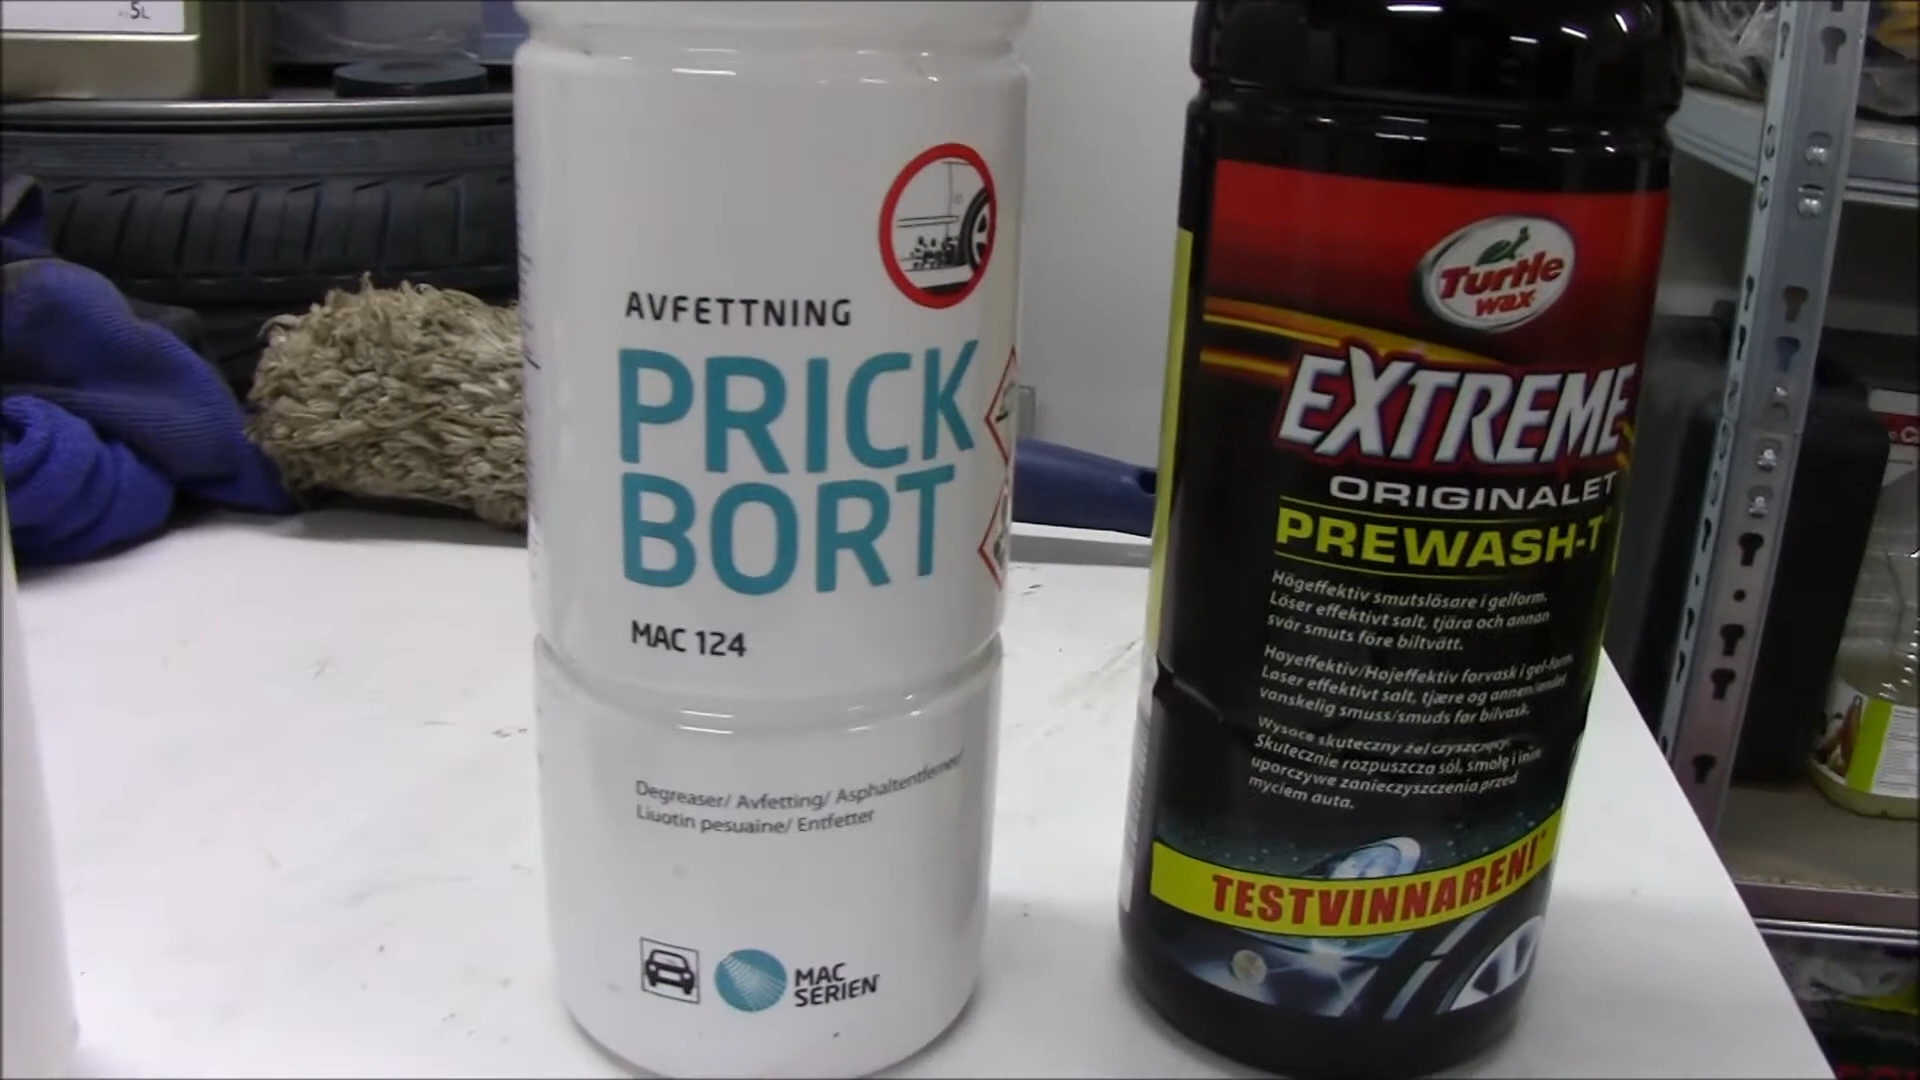 5L
AVFETTNING
PRICK
BORT
MAC 124
Degreaser/ Avfetting/ Asphaltentferner/
Liuotin pesuaine/ Entfetter
MAC
SERIEN
Turtle
wax
EXTREME
ORIGINALET
PREWASH-T
Högeffektiv smutslösare i gelform.
Löser effektivt salt, tjära och annan
svår smuts före biltvätt.
Høyeffektiv/Højeffektiv forvask i gel-form.
Løser effektivt salt, tjære og annen/andet
vanskelig smuss/smuds før bilvask.
Wysoce skuteczny żel czyszczący.
Skutecznie rozpuszcza sól, smołę i inne
uporczywe zanieczyszczenia przed
myciem auta.
TESTVINNAREN!*